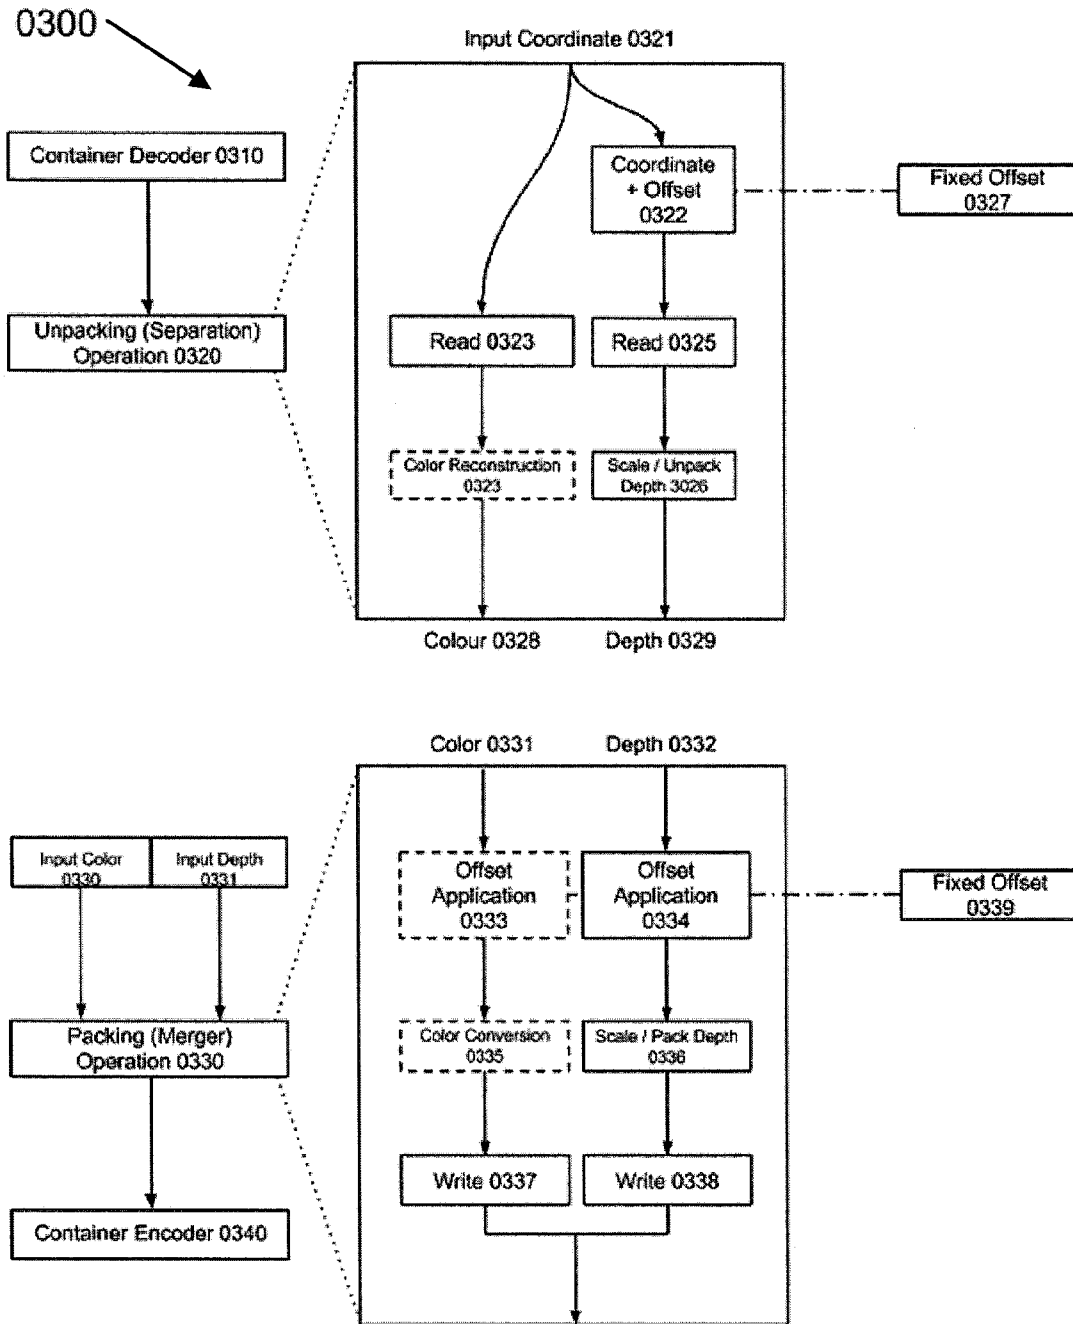 0300
Input Coordinate 0321
Container Decoder 0310
Coordinate
+ Offset
0322
Fixed Offset
0327
Unpacking (Separation)
Operation 0320
Read 0323
Read 0325
Color Reconstruction
0323
Scale / Unpack
Depth 3026
Colour 0328
Depth 0329
Color 0331
Depth 0332
Input Color
0330
Input Depth
0331
Offset
Application
0333
Offset
Application
0334
Fixed Offset
0339
Packing (Merger)
Operation 0330
Color Conversion
0335
Scale / Pack Depth
0336
Write 0337
Write 0338
Container Encoder 0340